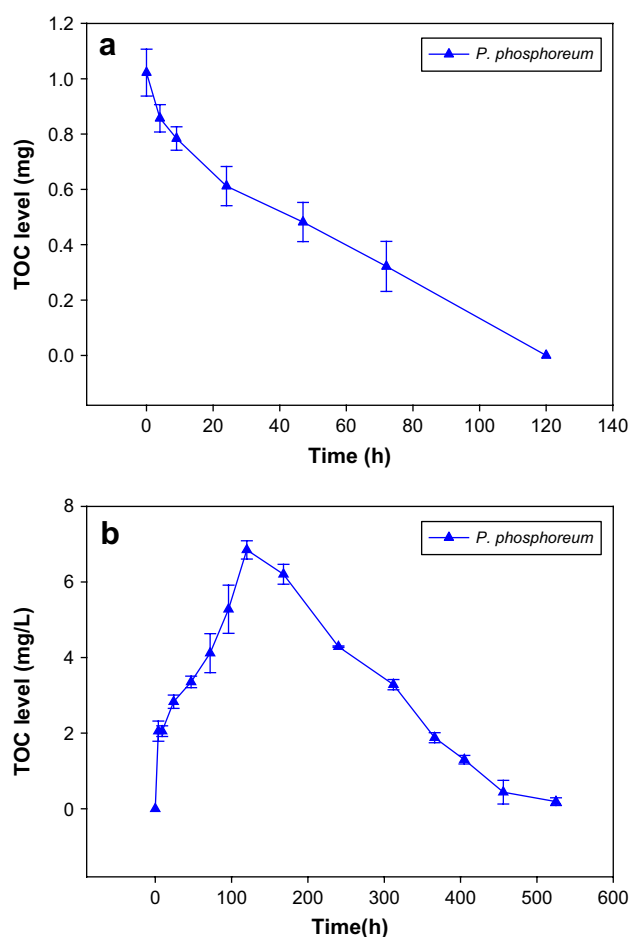 a
P. phosphoreum
TOC level (mg)
1.2
1.0
0.8
0.6
0.4
0.2
0.0
0 20 40 60 80 100 120 140
Time (h)
b
P. phosphoreum
TOC level (mg/L)
8
6
4
2
0
0 100 200 300 400 500 600
Time(h)